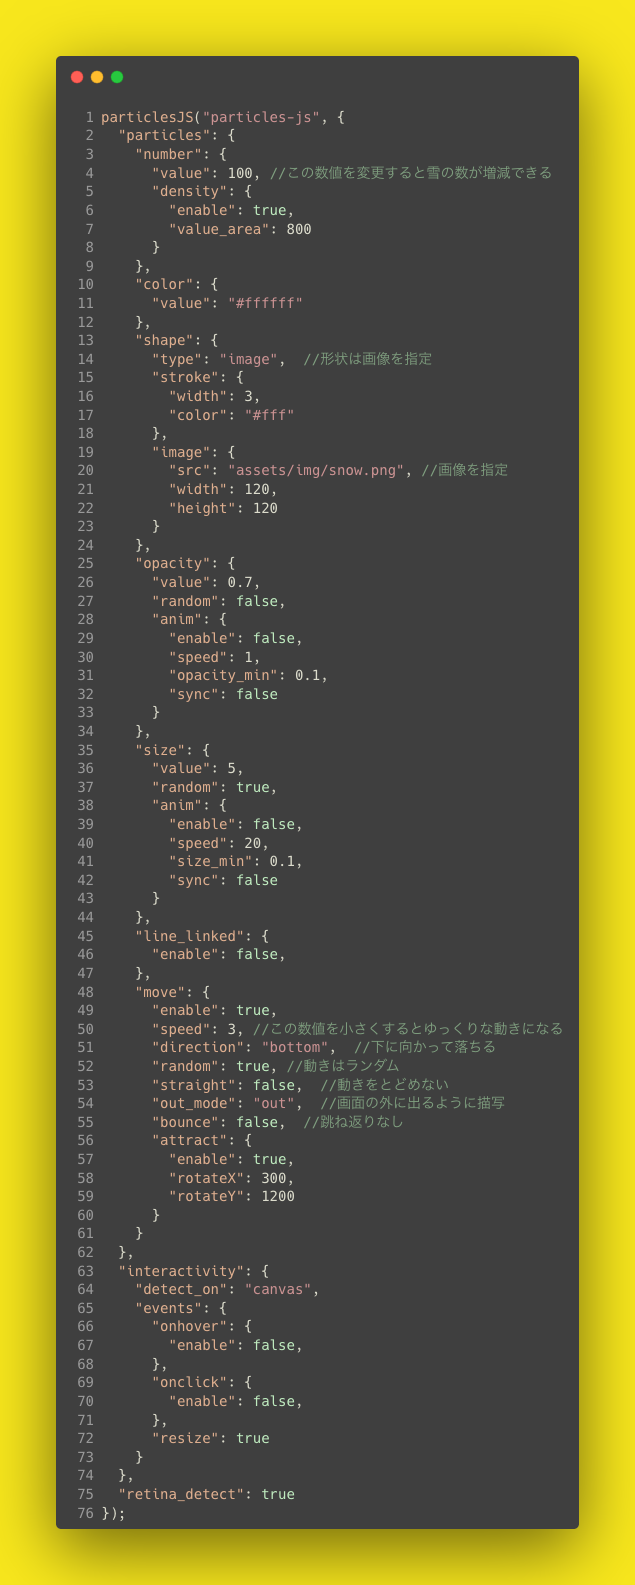 1 particlesJS("particles-js", {
2   "particles": {
3     "number": {
4       "value": 100, //この数値を変更すると雪の数が増減できる
5       "density": {
6         "enable": true,
7         "value_area": 800
8       }
9     },
10     "color": {
11       "value": "#ffffff"
12     },
13     "shape": {
14       "type": "image",  //形状は画像を指定
15       "stroke": {
16         "width": 3,
17         "color": "#fff"
18       },
19       "image": {
20         "src": "assets/img/snow.png", //画像を指定
21         "width": 120,
22         "height": 120
23       }
24     },
25     "opacity": {
26       "value": 0.7,
27       "random": false,
28       "anim": {
29         "enable": false,
30         "speed": 1,
31         "opacity_min": 0.1,
32         "sync": false
33       }
34     },
35     "size": {
36       "value": 5,
37       "random": true,
38       "anim": {
39         "enable": false,
40         "speed": 20,
41         "size_min": 0.1,
42         "sync": false
43       }
44     },
45     "line_linked": {
46       "enable": false,
47     },
48     "move": {
49       "enable": true,
50       "speed": 3, //この数値を小さくするとゆっくりな動きになる
51       "direction": "bottom",  //下に向かって落ちる
52       "random": true, //動きはランダム
53       "straight": false,  //動きをとどめない
54       "out_mode": "out",  //画面の外に出るように描写
55       "bounce": false,  //跳ね返りなし
56       "attract": {
57         "enable": true,
58         "rotateX": 300,
59         "rotateY": 1200
60       }
61     }
62   },
63   "interactivity": {
64     "detect_on": "canvas",
65     "events": {
66       "onhover": {
67         "enable": false,
68       },
69       "onclick": {
70         "enable": false,
71       },
72       "resize": true
73     }
74   },
75   "retina_detect": true
76 });